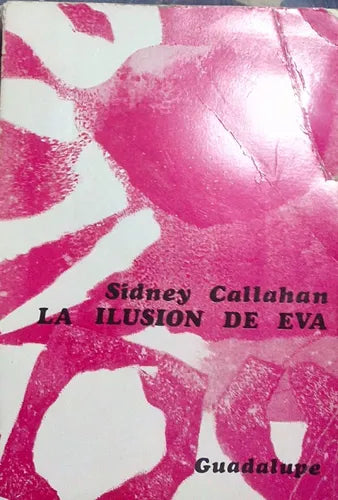 Sidney Callahan
LA ILUSION DE EVA
Guadalupe